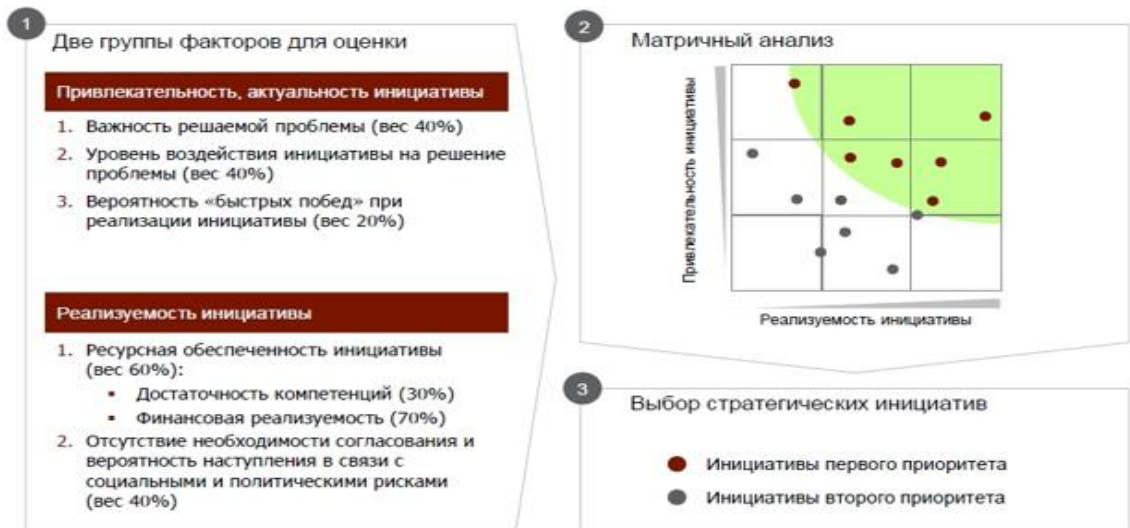 1
Две группы факторов для оценки
Привлекательность, актуальность инициативы
1. Важность решаемой проблемы (вес 40%)
2. Уровень воздействия инициативы на решение
проблемы (вес 40%)
3. Вероятность «быстрых побед» при
реализации инициативы (вес 20%)
Реализуемость инициативы
1. Ресурсная обеспеченность инициативы
(вес 60%):
▪ Достаточность компетенций (30%)
▪ Финансовая реализуемость (70%)
2. Отсутствие необходимости согласования и
вероятность наступления в связи с
социальными и политическими рисками
(вес 40%)
2
Матричный анализ
Привлекательность инициативы
Реализуемость инициативы
3
Выбор стратегических инициатив
Инициативы первого приоритета
Инициативы второго приоритета